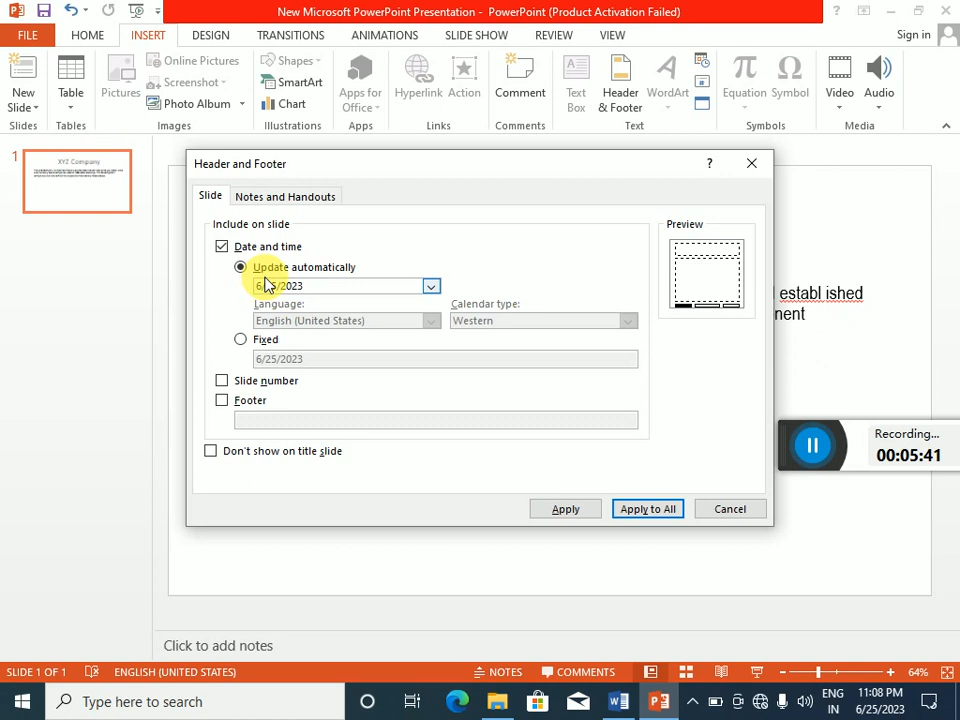 New Microsoft PowerPoint Presentation - PowerPoint (Product Activation Failed)
FILE HOME INSERT DESIGN TRANSITIONS ANIMATIONS SLIDE SHOW REVIEW VIEW Sign in
New Slide
Table
Pictures
Online Pictures
Screenshot
Photo Album
Shapes
SmartArt
Chart
Apps for Office
Hyperlink
Action
Comment
Text Box
Header & Footer
WordArt
Equation
Symbol
Video
Audio
Slides Tables Images Illustrations Apps Links Comments Text Symbols Media
1
XYZ Company
Header and Footer
Slide Notes and Handouts
Include on slide
Date and time
Update automatically
6/25/2023
Language: Calendar type:
English (United States) Western
Fixed
6/25/2023
Slide number
Footer
Don't show on title slide
Preview
Apply Apply to All Cancel
establ ished
nent
Recording...
00:05:41
Click to add notes
SLIDE 1 OF 1 ENGLISH (UNITED STATES) NOTES COMMENTS 64%
Type here to search
ENG
IN
11:08 PM
6/25/2023